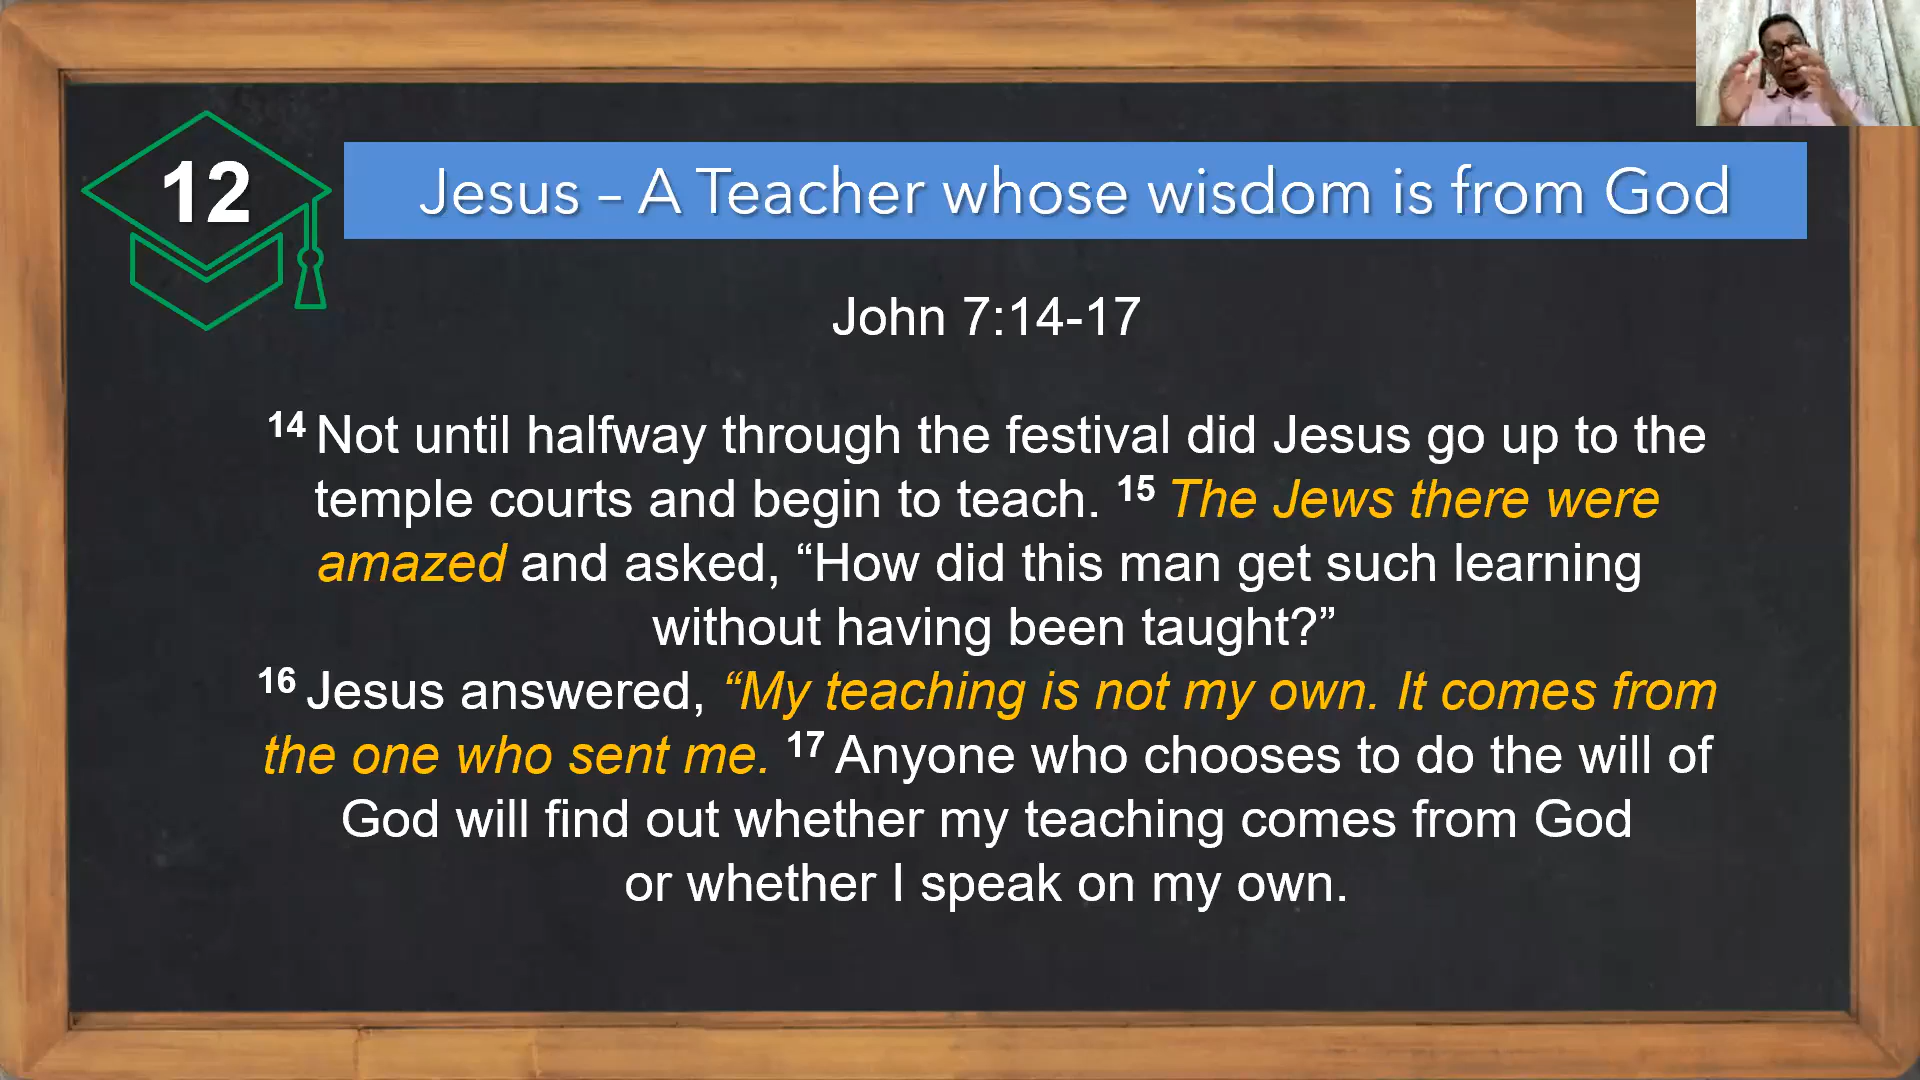 12
Jesus – A Teacher whose wisdom is from God
John 7:14-17
14 Not until halfway through the festival did Jesus go up to the
temple courts and begin to teach. 15 The Jews there were
amazed and asked, “How did this man get such learning
without having been taught?”
16 Jesus answered, “My teaching is not my own. It comes from
the one who sent me. 17 Anyone who chooses to do the will of
God will find out whether my teaching comes from God
or whether I speak on my own.